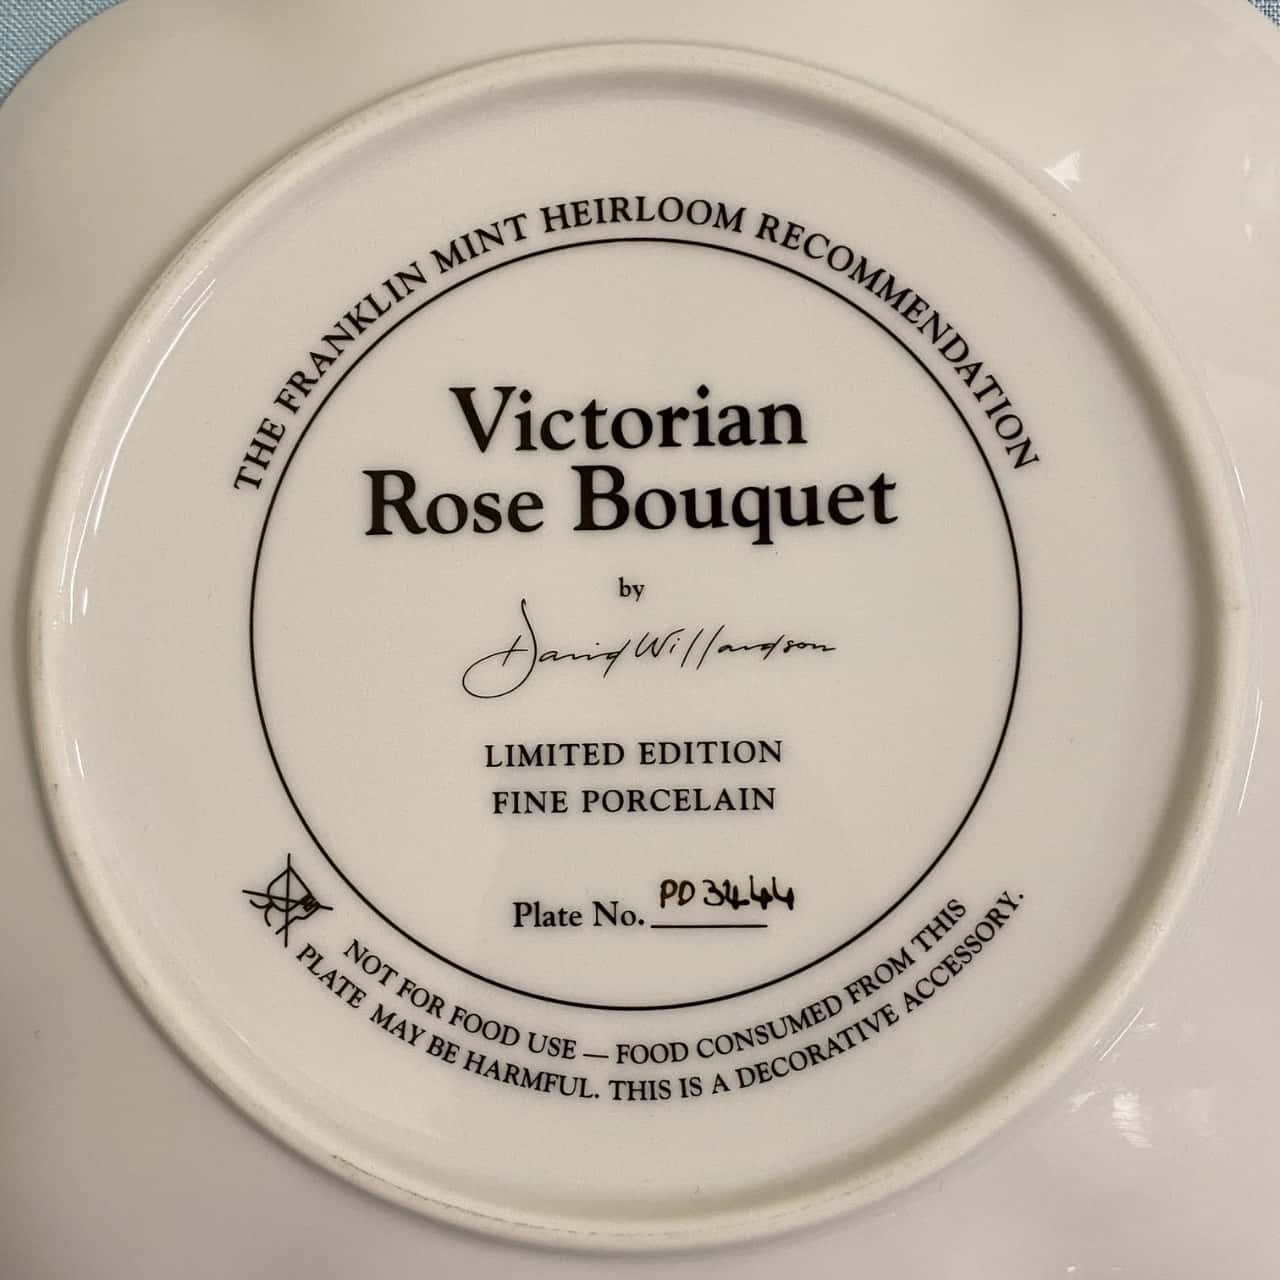 THE FRANKLIN MINT HEIRLOOM RECOMMENDATION
Victorian
Rose Bouquet
by
David Willardson
LIMITED EDITION
FINE PORCELAIN
Plate No. PD3444
NOT FOR FOOD USE — FOOD CONSUMED FROM THIS
PLATE MAY BE HARMFUL. THIS IS A DECORATIVE ACCESSORY.